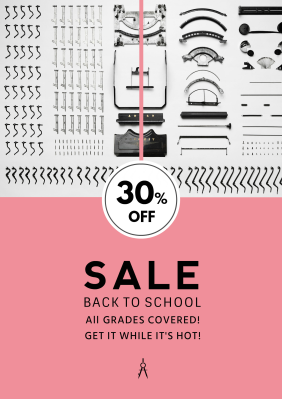 30%
OFF
SALE
BACK TO SCHOOL
All GRADES COVERED!
GET IT WHILE IT'S HOT!